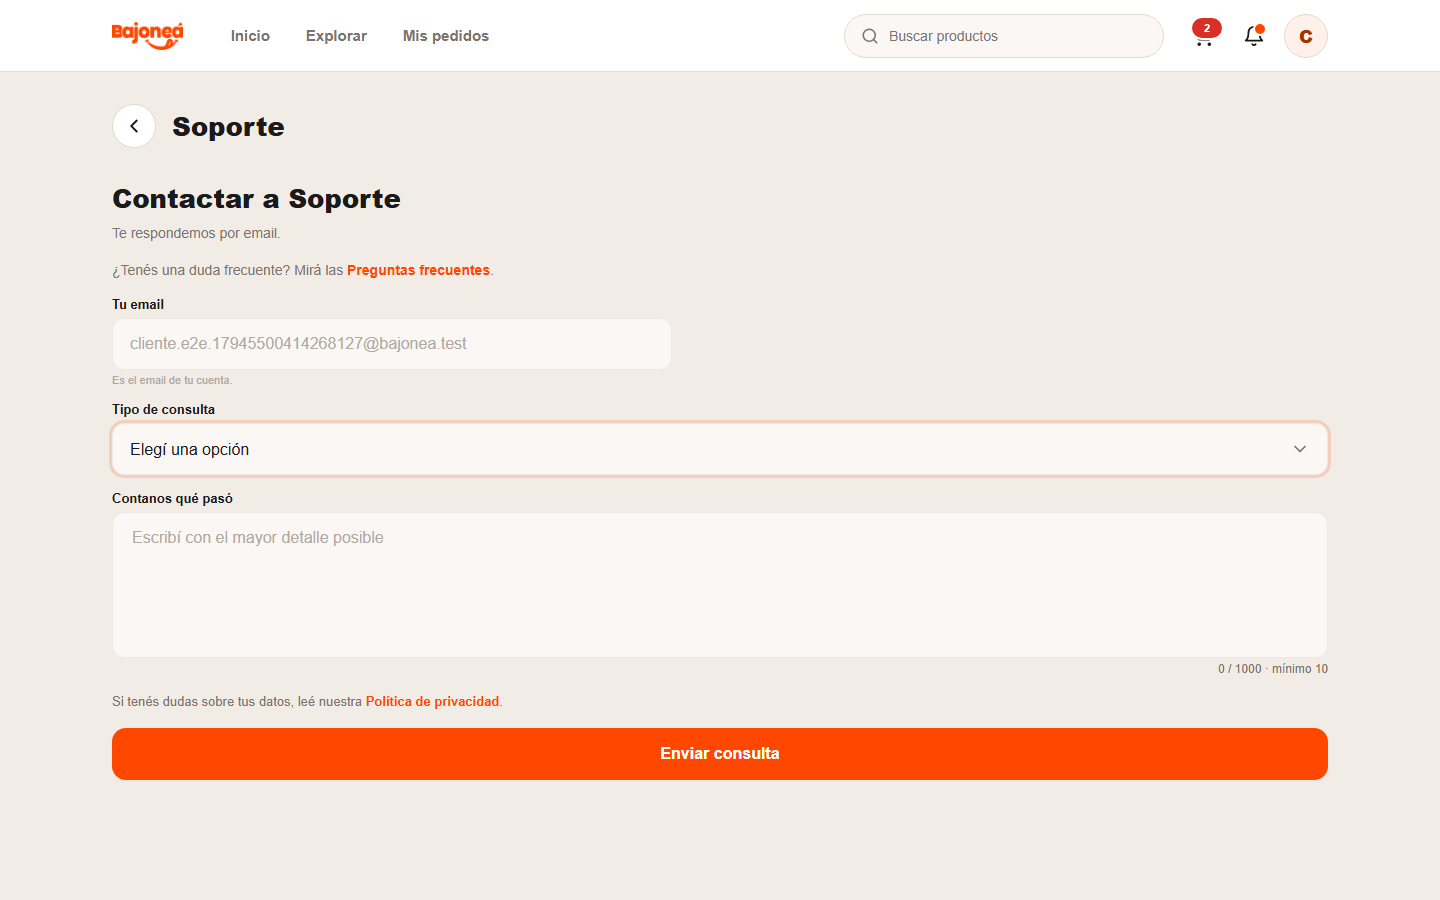 Bajoneá
Inicio
Explorar
Mis pedidos
Buscar productos
2
C
Soporte
Contactar a Soporte
Te respondemos por email.
¿Tenés una duda frecuente? Mirá las Preguntas frecuentes.
Tu email
cliente.e2e.17945500414268127@bajonea.test
Es el email de tu cuenta.
Tipo de consulta
Elegí una opción
Contanos qué pasó
Escribí con el mayor detalle posible
0 / 1000 · mínimo 10
Si tenés dudas sobre tus datos, leé nuestra Política de privacidad.
Enviar consulta